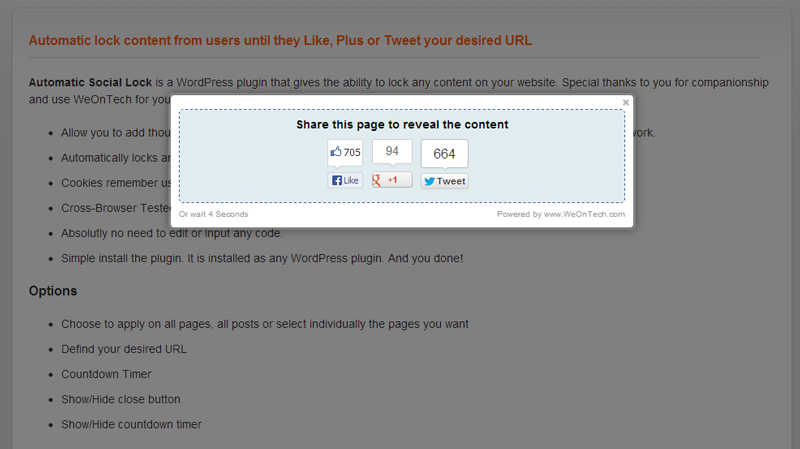 Automatic lock content from users until they Like, Plus or Tweet your desired URL
Automatic Social Lock is a WordPress plugin that gives the ability to lock any content on your website. Special thanks to you for companionship
and use WeOnTech for you
Allow you to add thou
work.
Automatically locks an
Cookies remember us
Cross-Browser Tested
Absolutly no need to edit or input any code.
Simple install the plugin. It is installed as any WordPress plugin. And you done!
Share this page to reveal the content
705 94 664
Like +1 Tweet
Or wait 4 Seconds Powered by www.WeOnTech.com
Options
Choose to apply on all pages, all posts or select individually the pages you want
Defind your desired URL
Countdown Timer
Show/Hide close button
Show/Hide countdown timer